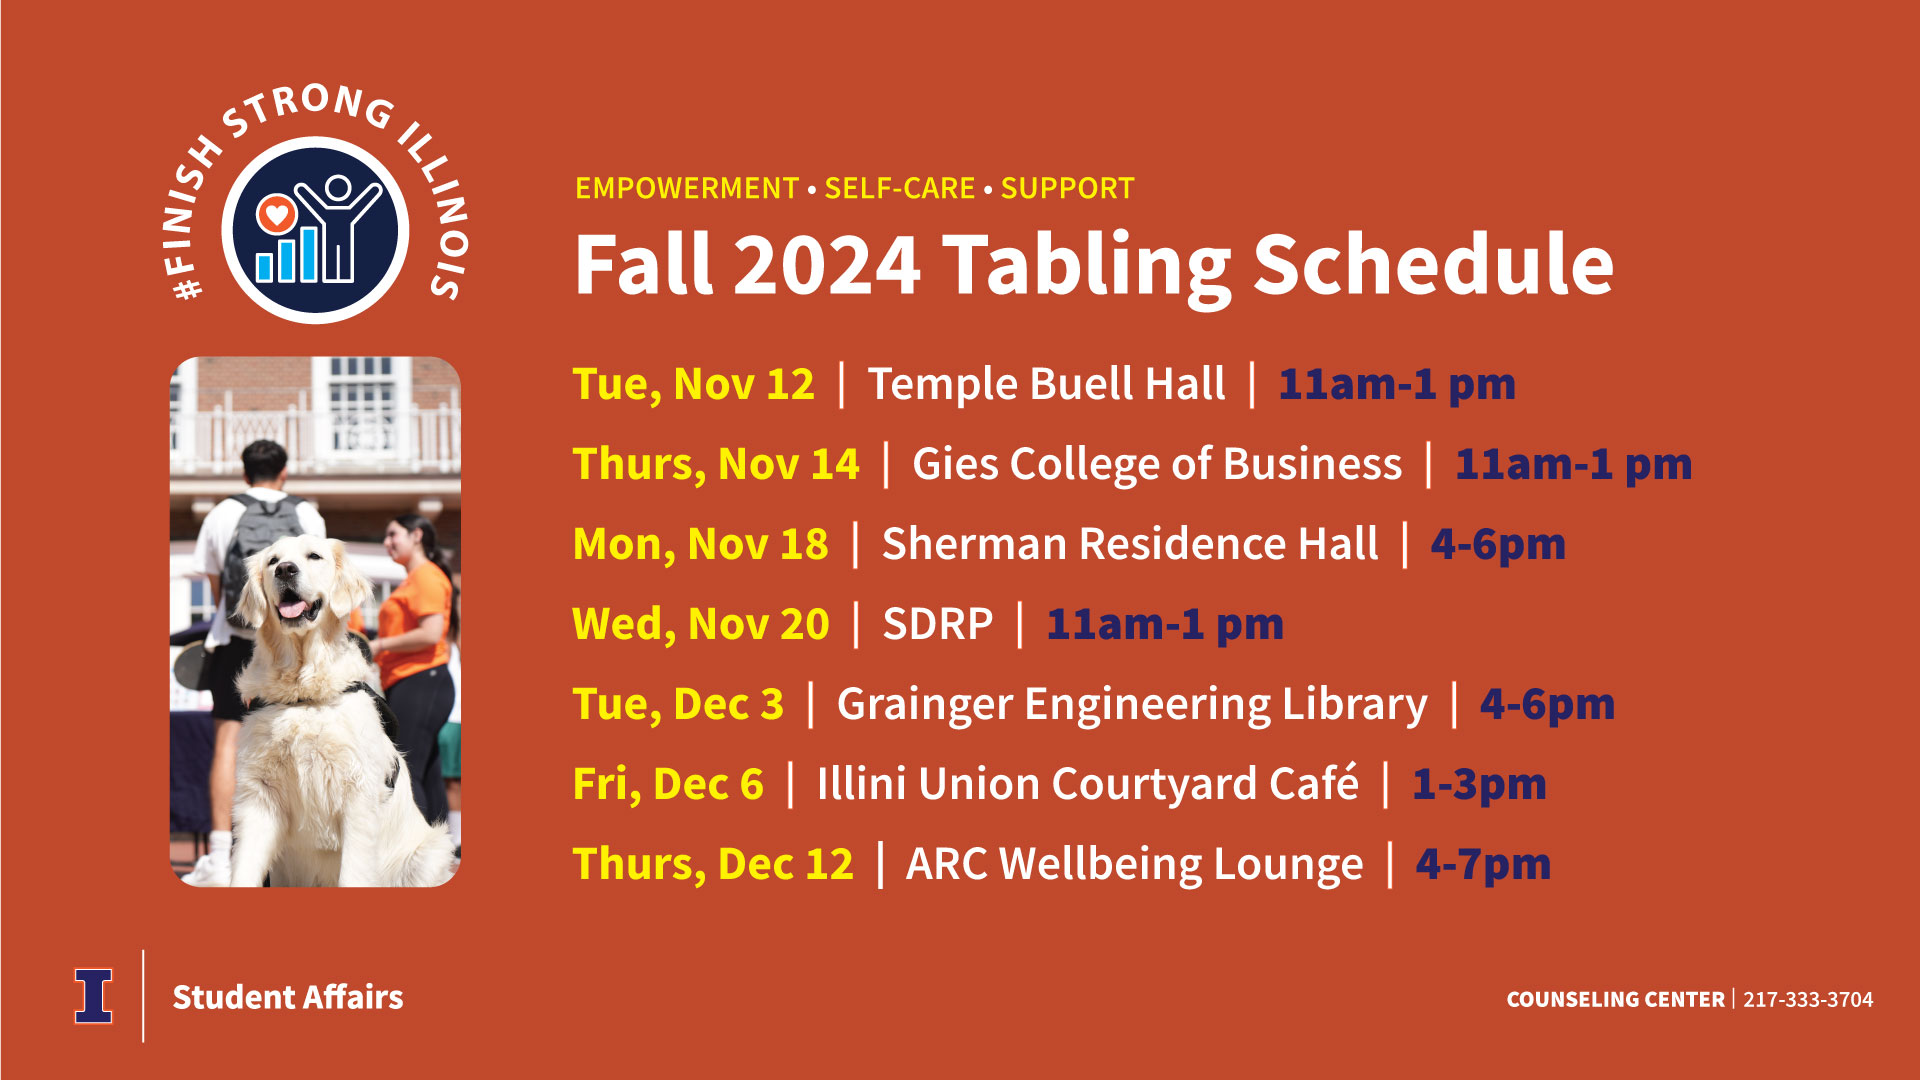 #FINISH STRONG ILLINOIS
EMPOWERMENT • SELF-CARE • SUPPORT
Fall 2024 Tabling Schedule
Tue, Nov 12 | Temple Buell Hall | 11am-1 pm
Thurs, Nov 14 | Gies College of Business | 11am-1 pm
Mon, Nov 18 | Sherman Residence Hall | 4-6pm
Wed, Nov 20 | SDRP | 11am-1 pm
Tue, Dec 3 | Grainger Engineering Library | 4-6pm
Fri, Dec 6 | Illini Union Courtyard Café | 1-3pm
Thurs, Dec 12 | ARC Wellbeing Lounge | 4-7pm
I | Student Affairs
COUNSELING CENTER | 217-333-3704